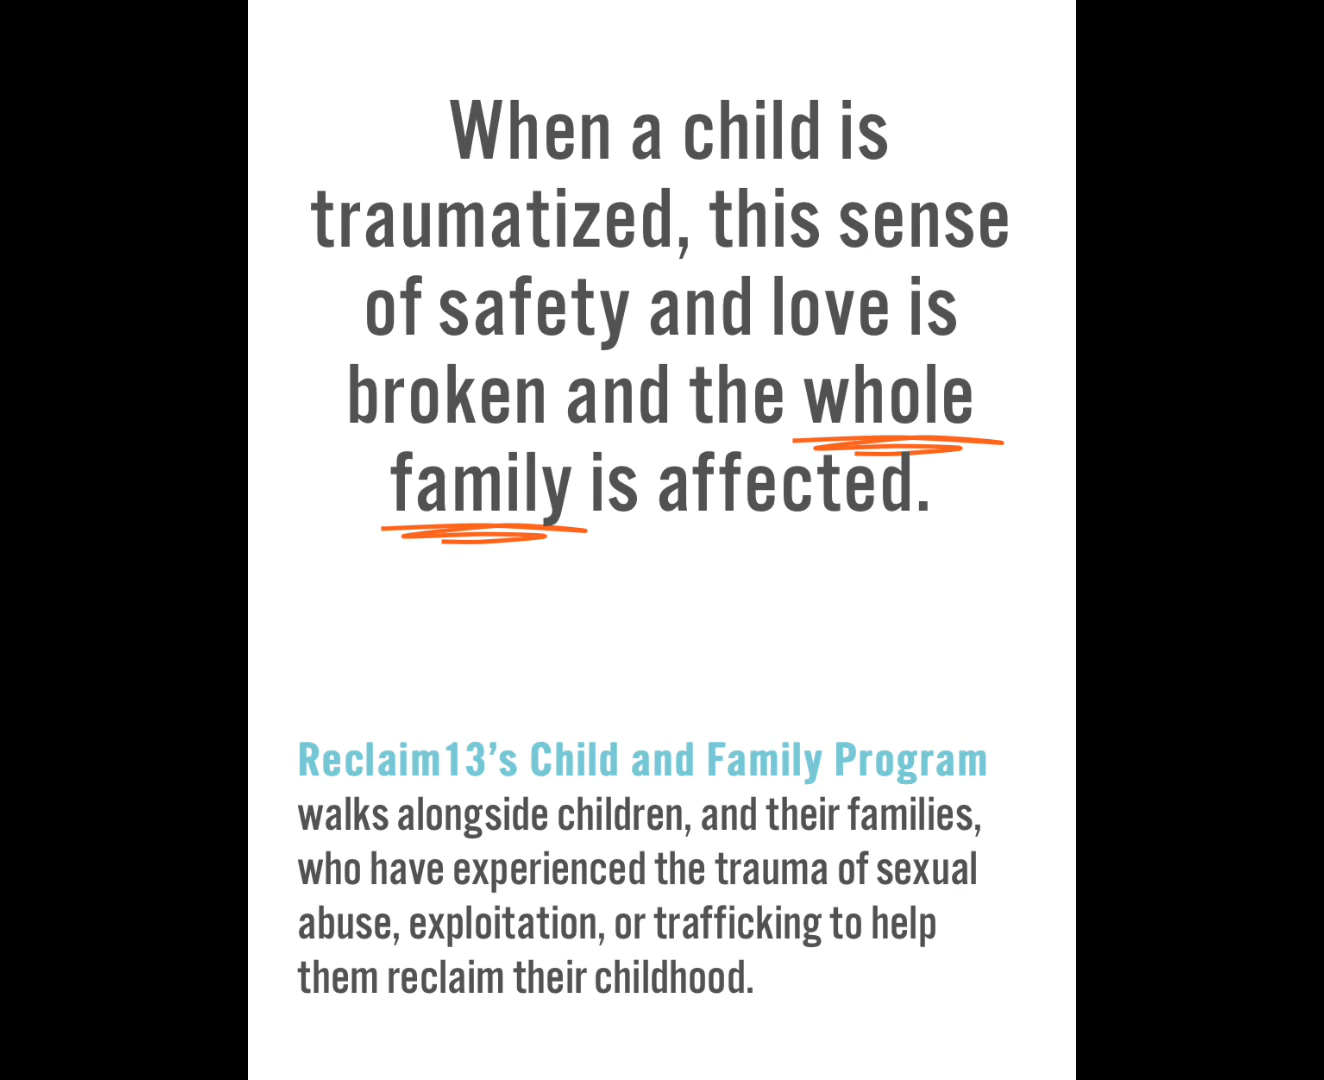 When a child is
traumatized, this sense
of safety and love is
broken and the whole
family is affected.
Reclaim13’s Child and Family Program
walks alongside children, and their families,
who have experienced the trauma of sexual
abuse, exploitation, or trafficking to help
them reclaim their childhood.